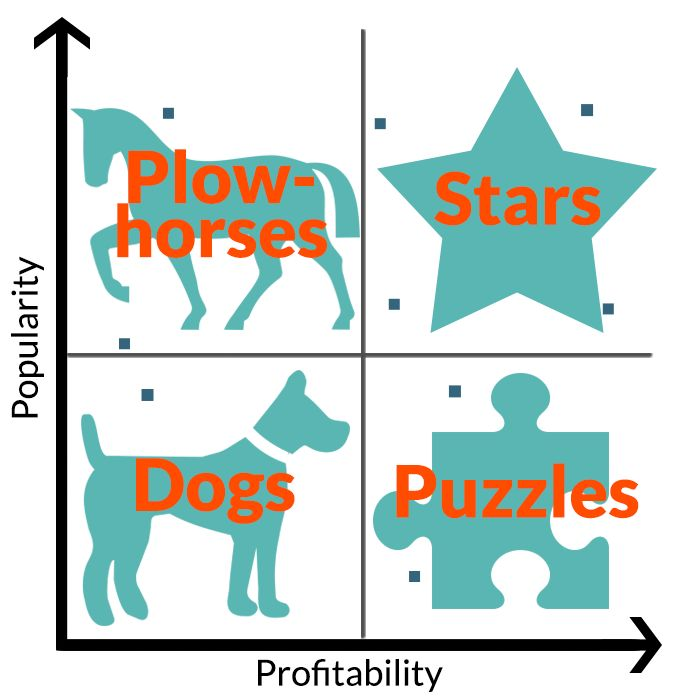 Plow-
horses
Stars
Popularity
Dogs
Puzzles
Profitability